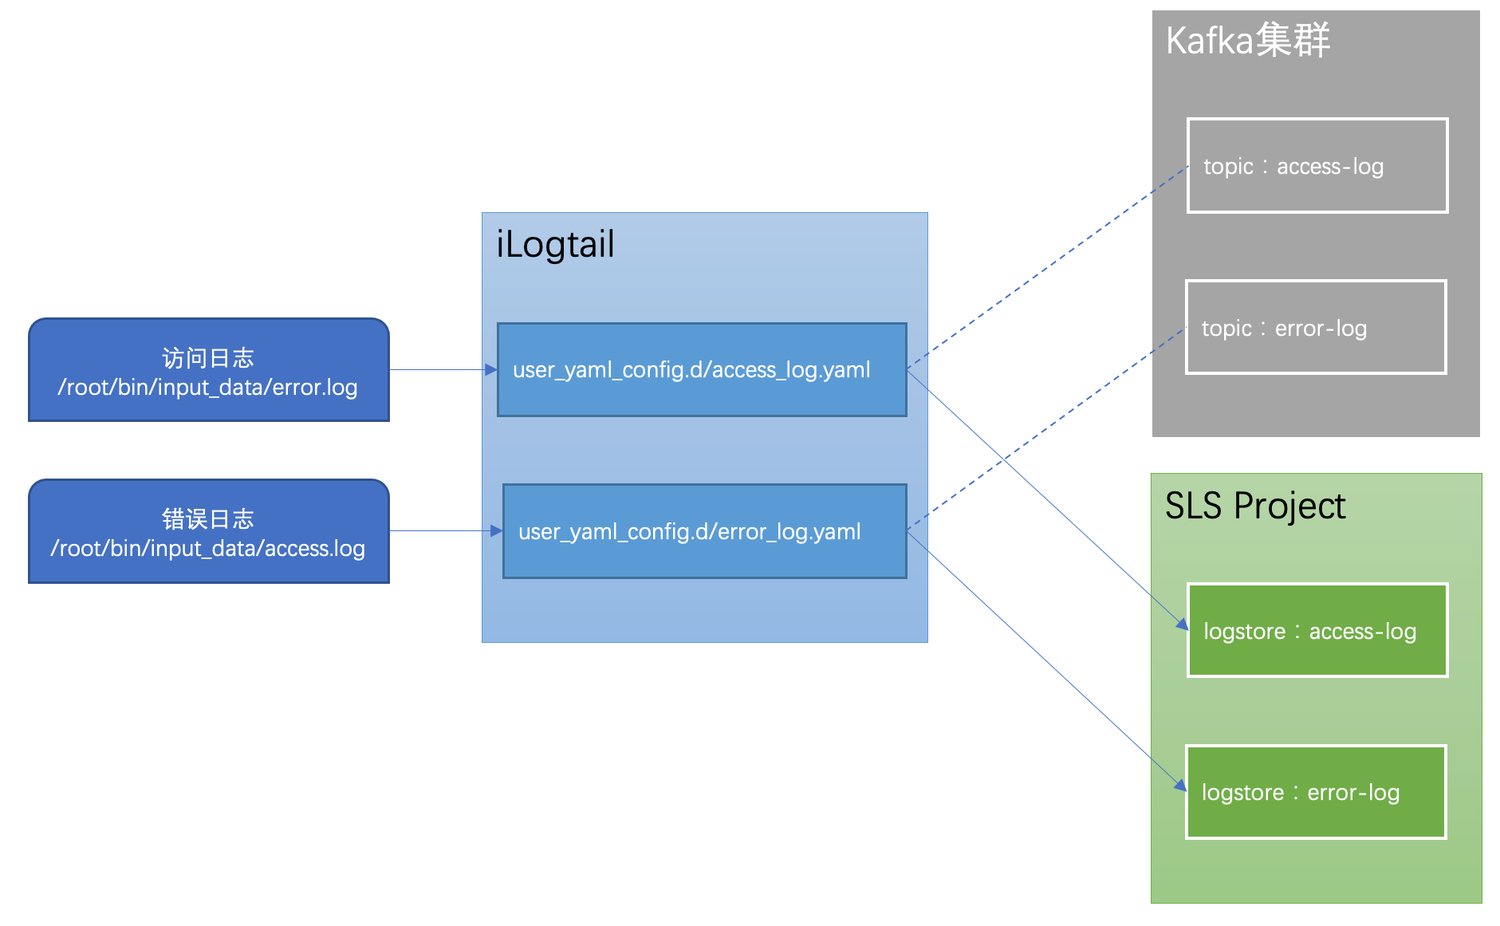 访问日志
/root/bin/input_data/error.log
错误日志
/root/bin/input_data/access.log
iLogtail
user_yaml_config.d/access_log.yaml
user_yaml_config.d/error_log.yaml
Kafka集群
topic：access-log
topic：error-log
SLS Project
logstore：access-log
logstore：error-log